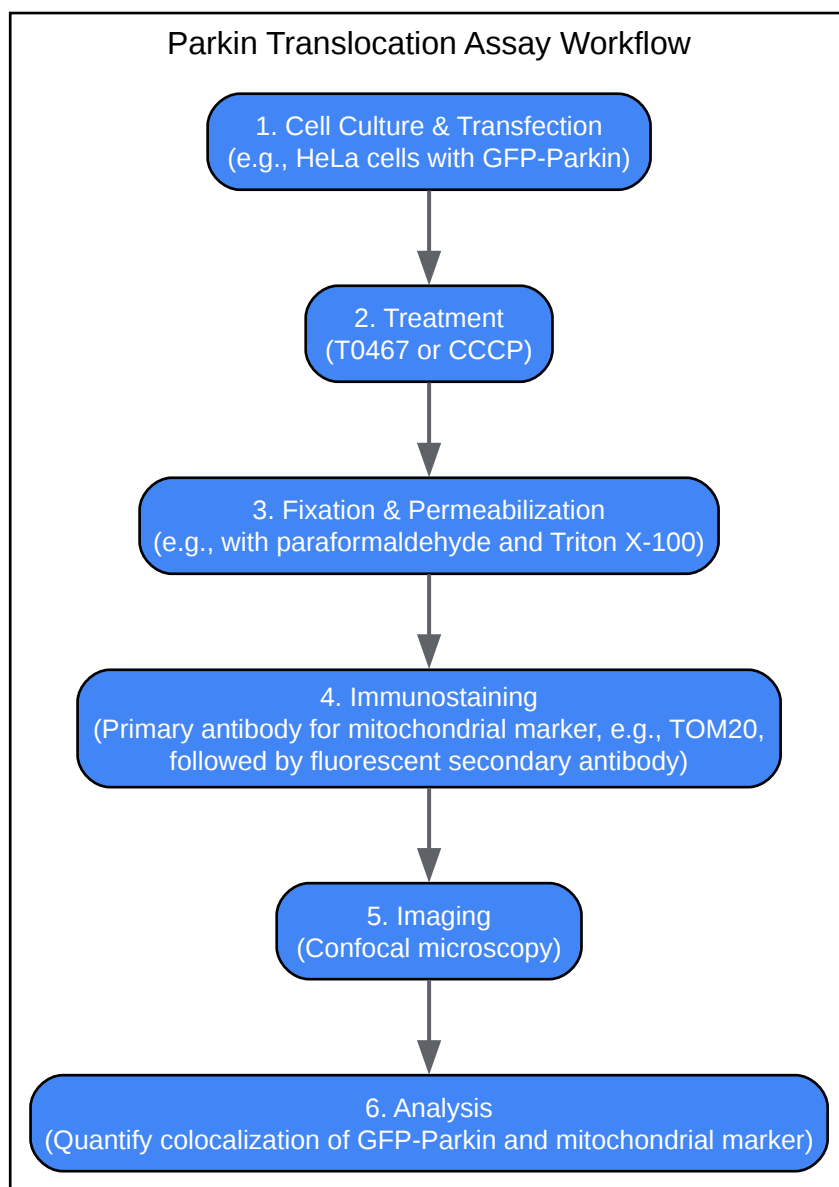 Parkin Translocation Assay Workflow
1. Cell Culture & Transfection
(e.g., HeLa cells with GFP-Parkin)
2. Treatment
(T0467 or CCCP)
3. Fixation & Permeabilization
(e.g., with paraformaldehyde and Triton X-100)
4. Immunostaining
(Primary antibody for mitochondrial marker, e.g., TOM20,
followed by fluorescent secondary antibody)
5. Imaging
(Confocal microscopy)
6. Analysis
(Quantify colocalization of GFP-Parkin and mitochondrial marker)